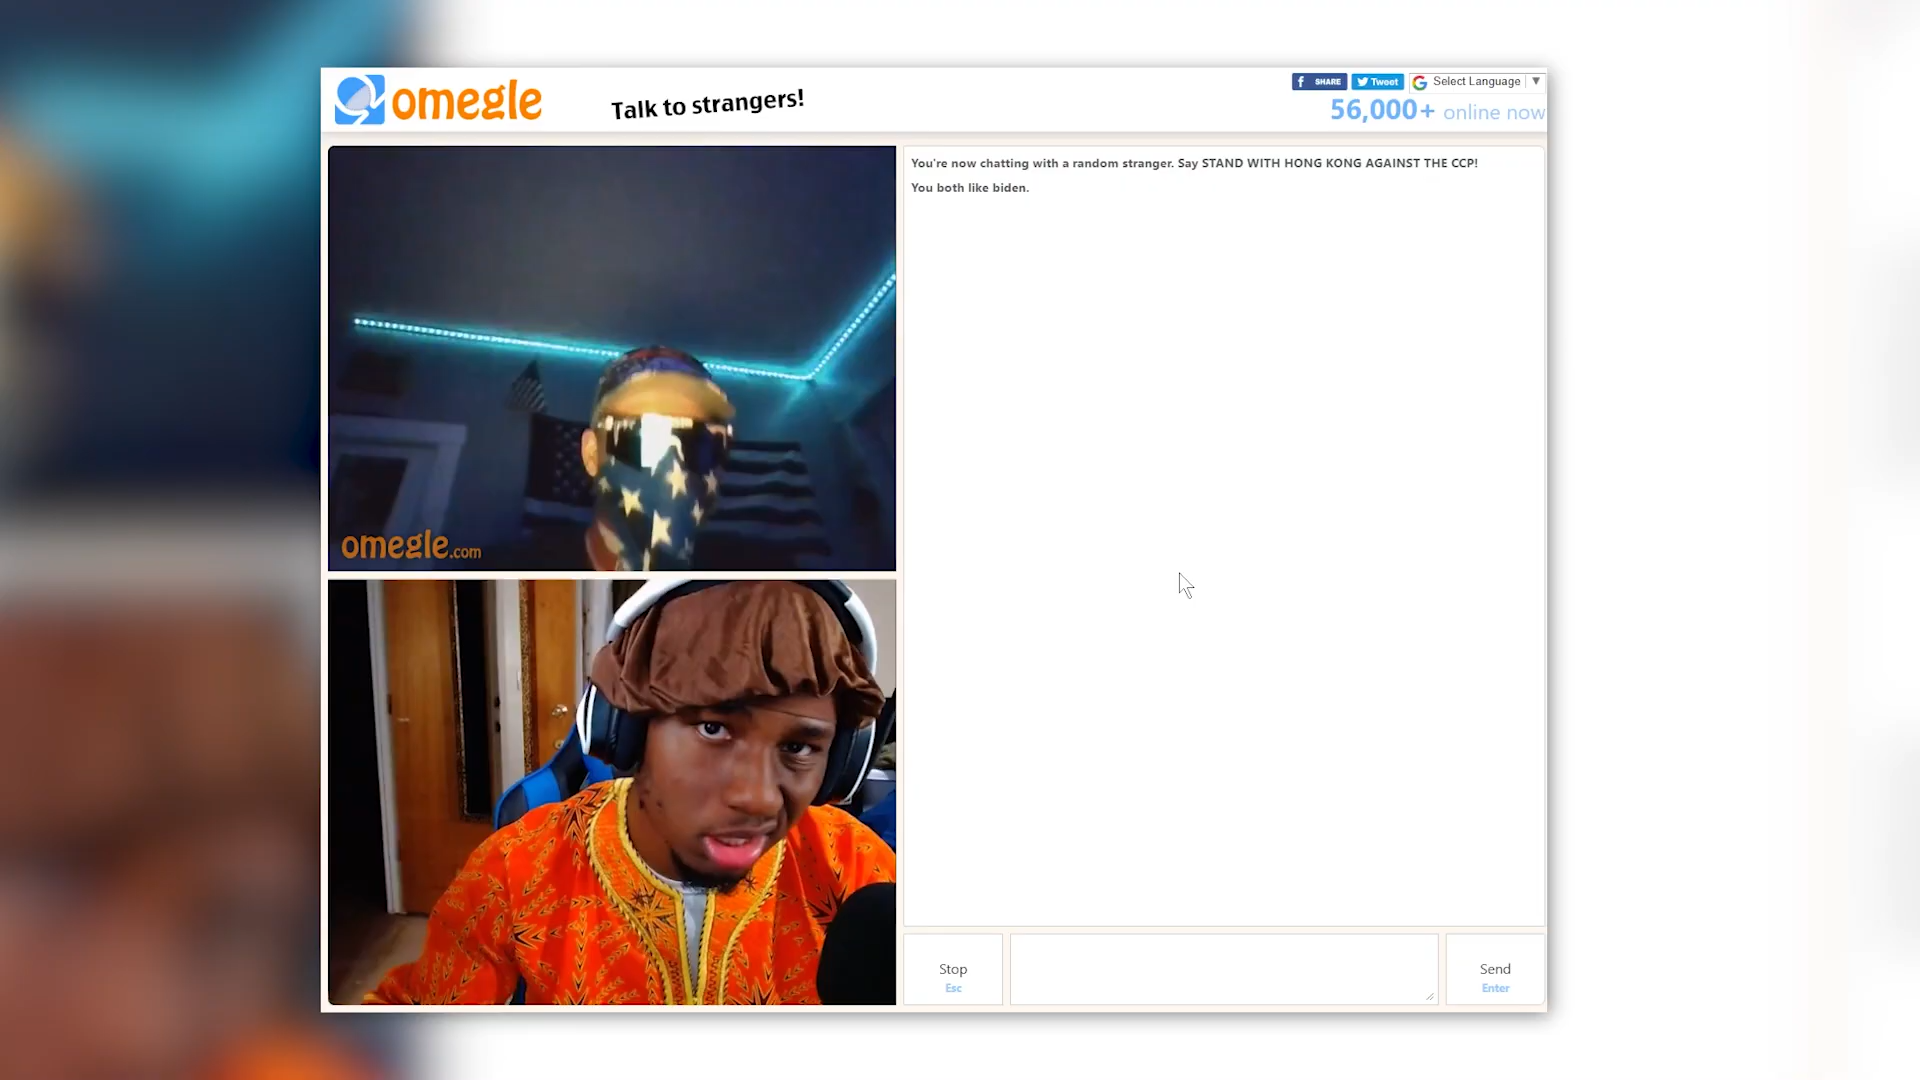 omegle
Talk to strangers!
SHARE
Tweet
Select Language
56,000+ online now
You're now chatting with a random stranger. Say STAND WITH HONG KONG AGAINST THE CCP!
You both like biden.
omegle.com
Stop
Esc
Send
Enter